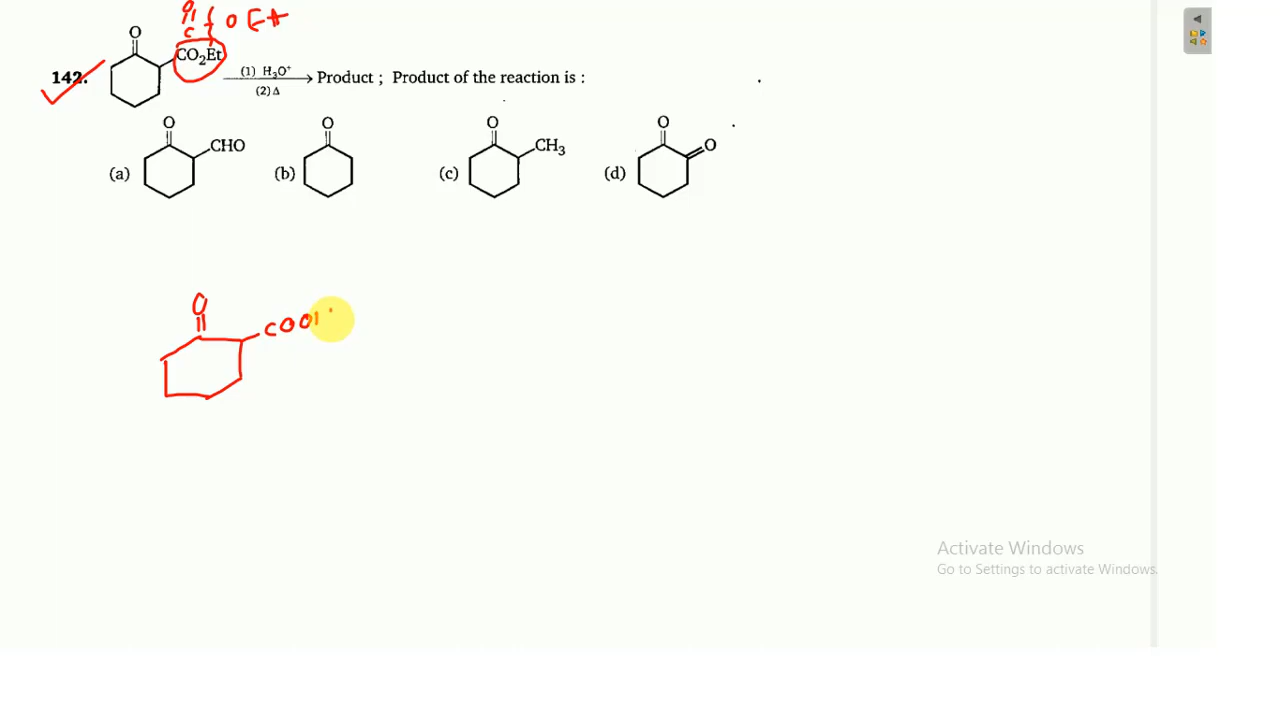 O
C O Et
O
CO₂Et
142. (1) H₃O⁺ Product ; Product of the reaction is :
(2) Δ
O O O O
CHO CH₃ O
(a) (b) (c) (d)
O
COO
Activate Windows
Go to Settings to activate Windows.